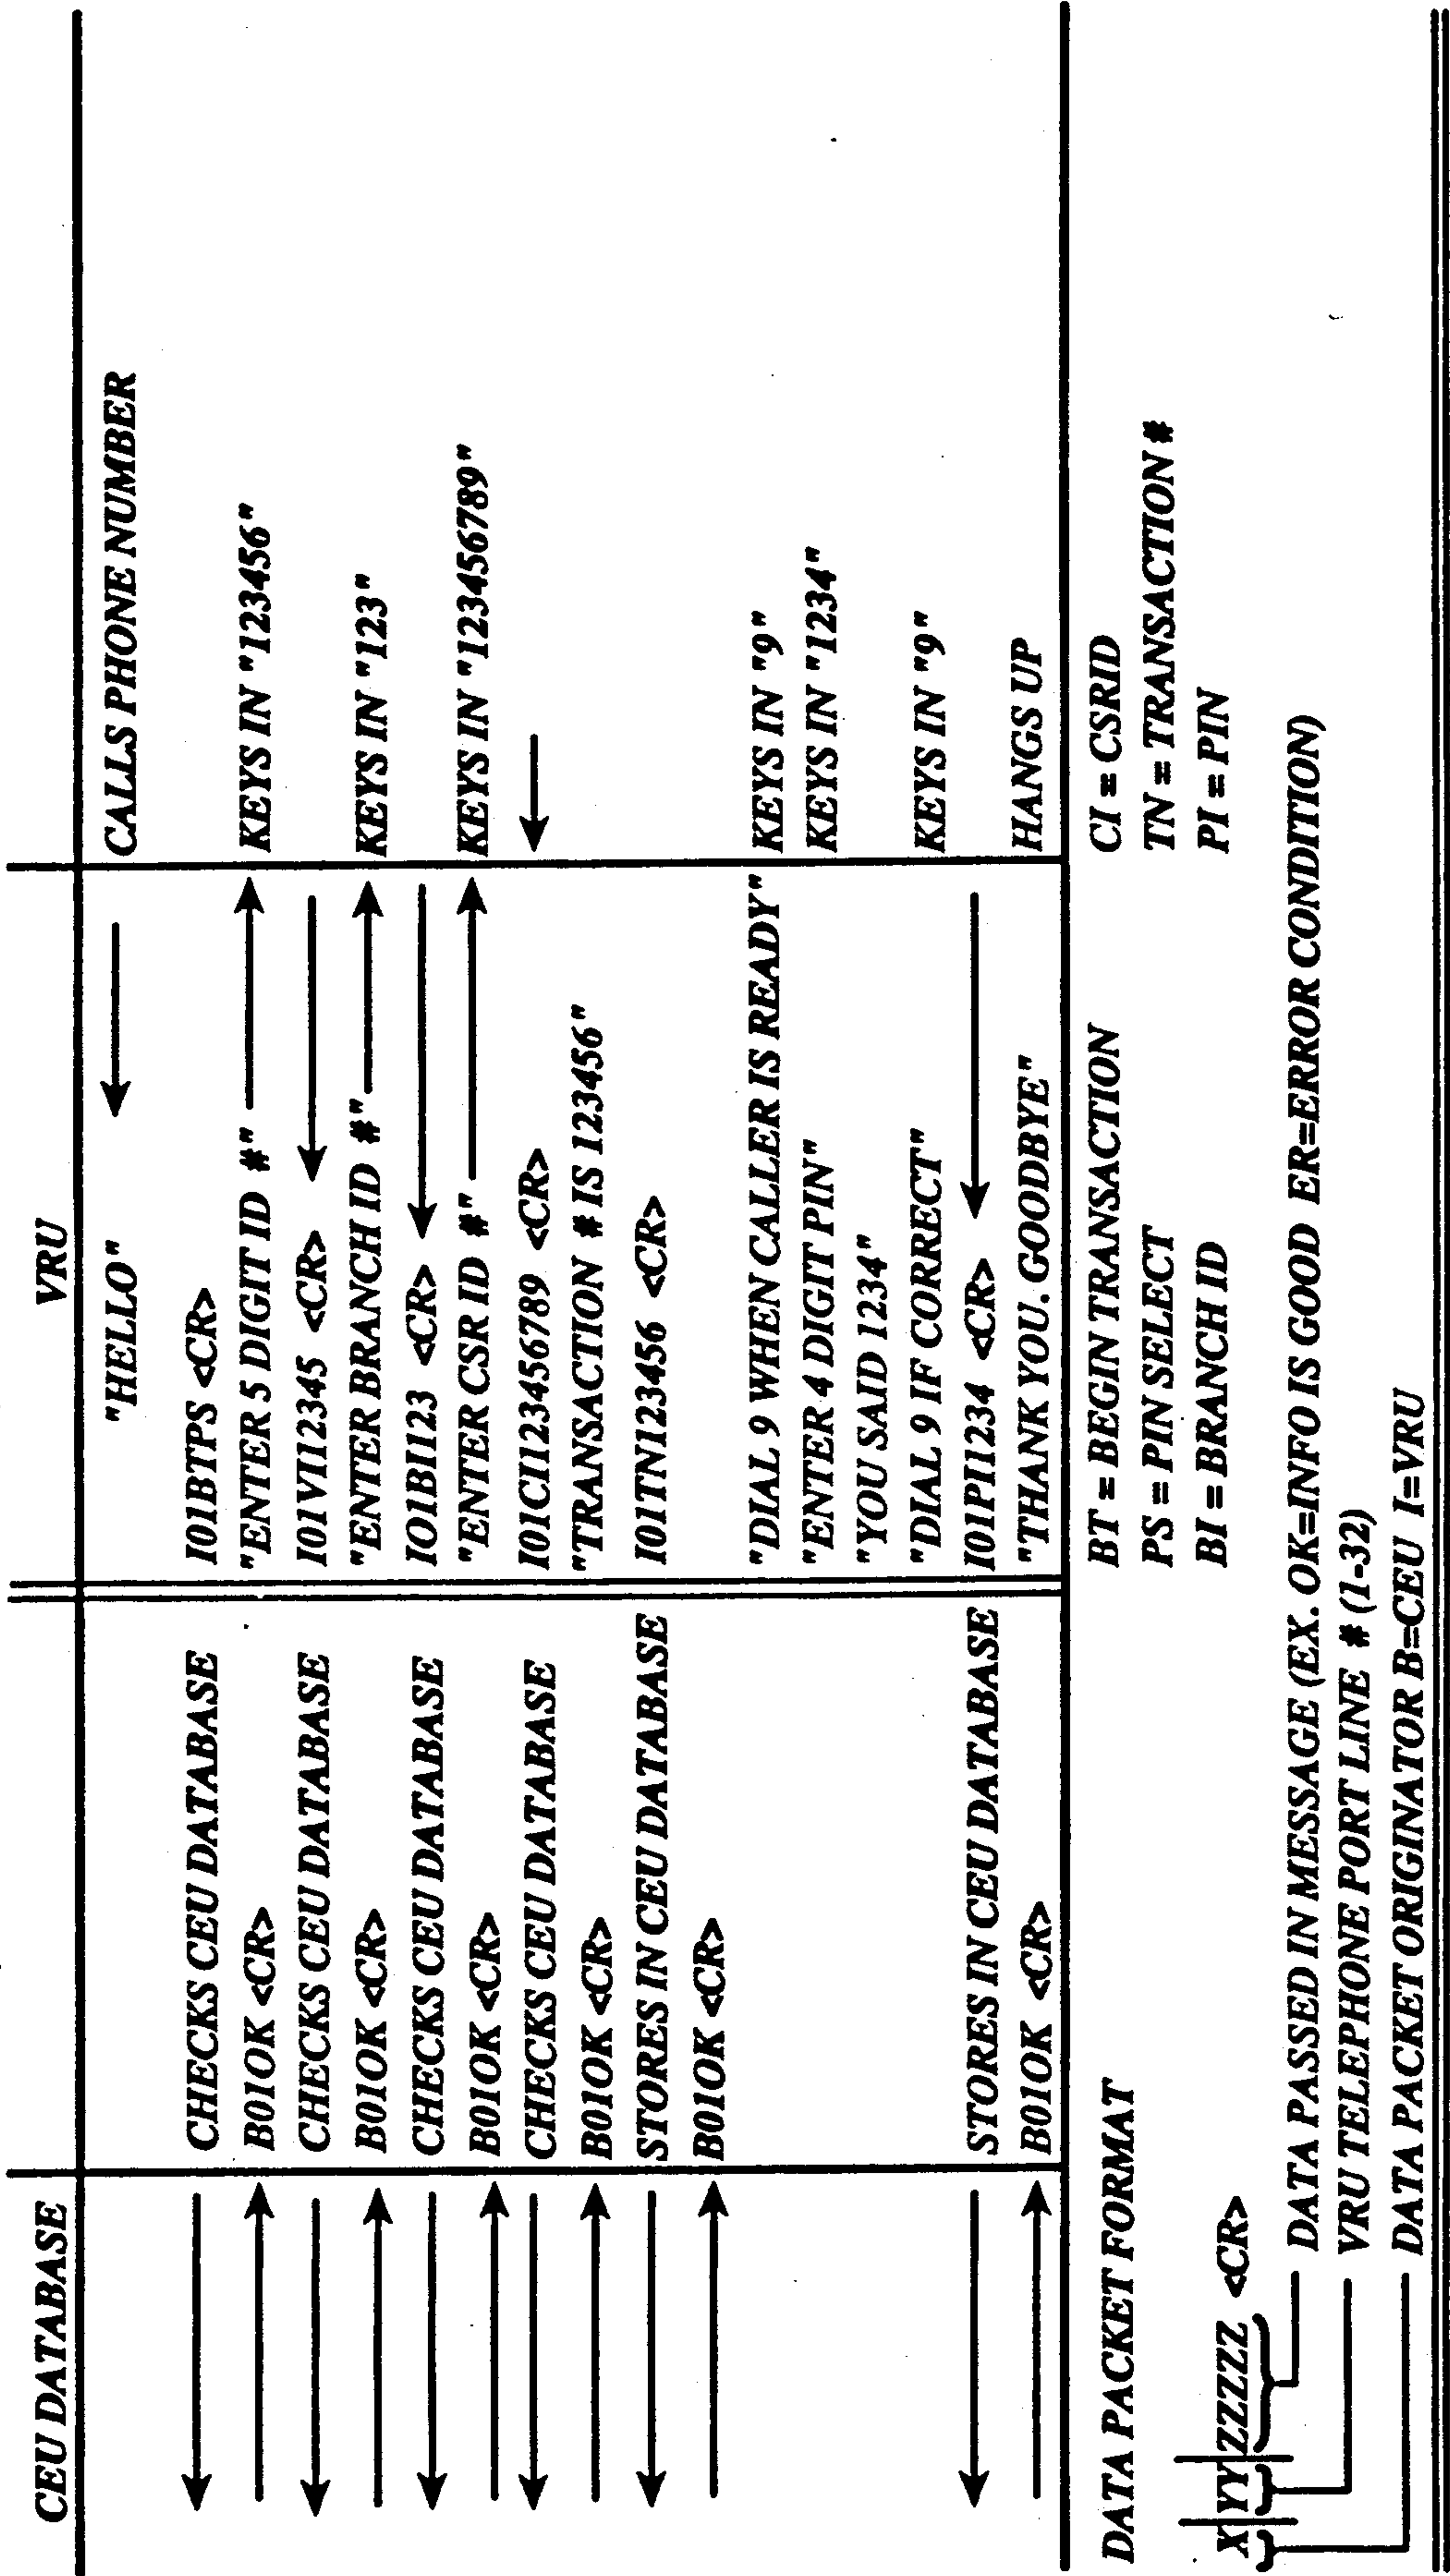 CEU DATABASE
VRU
"HELLO"
CALLS PHONE NUMBER
CHECKS CEU DATABASE
I01BTPS <CR>
B01OK <CR>
"ENTER 5 DIGIT ID #"
KEYS IN "123456"
CHECKS CEU DATABASE
I01VI12345 <CR>
B01OK <CR>
"ENTER BRANCH ID #"
KEYS IN "123"
CHECKS CEU DATABASE
IO1BI123 <CR>
B01OK <CR>
"ENTER CSR ID #"
KEYS IN "123456789"
CHECKS CEU DATABASE
I01CI123456789 <CR>
B01OK <CR>
"TRANSACTION # IS 123456"
STORES IN CEU DATABASE
I01TN123456 <CR>
B01OK <CR>
"DIAL 9 WHEN CALLER IS READY"
KEYS IN "9"
"ENTER 4 DIGIT PIN"
KEYS IN "1234"
"YOU SAID 1234"
"DIAL 9 IF CORRECT"
KEYS IN "9"
STORES IN CEU DATABASE
I01PI1234 <CR>
B01OK <CR>
"THANK YOU. GOODBYE"
HANGS UP
DATA PACKET FORMAT
BT = BEGIN TRANSACTION
CI = CSRID
PS = PIN SELECT
TN = TRANSACTION #
BI = BRANCH ID
PI = PIN
X YY ZZZZZ <CR>
DATA PASSED IN MESSAGE (EX. OK=INFO IS GOOD ER=ERROR CONDITION)
VRU TELEPHONE PORT LINE # (1-32)
DATA PACKET ORIGINATOR B=CEU I=VRU